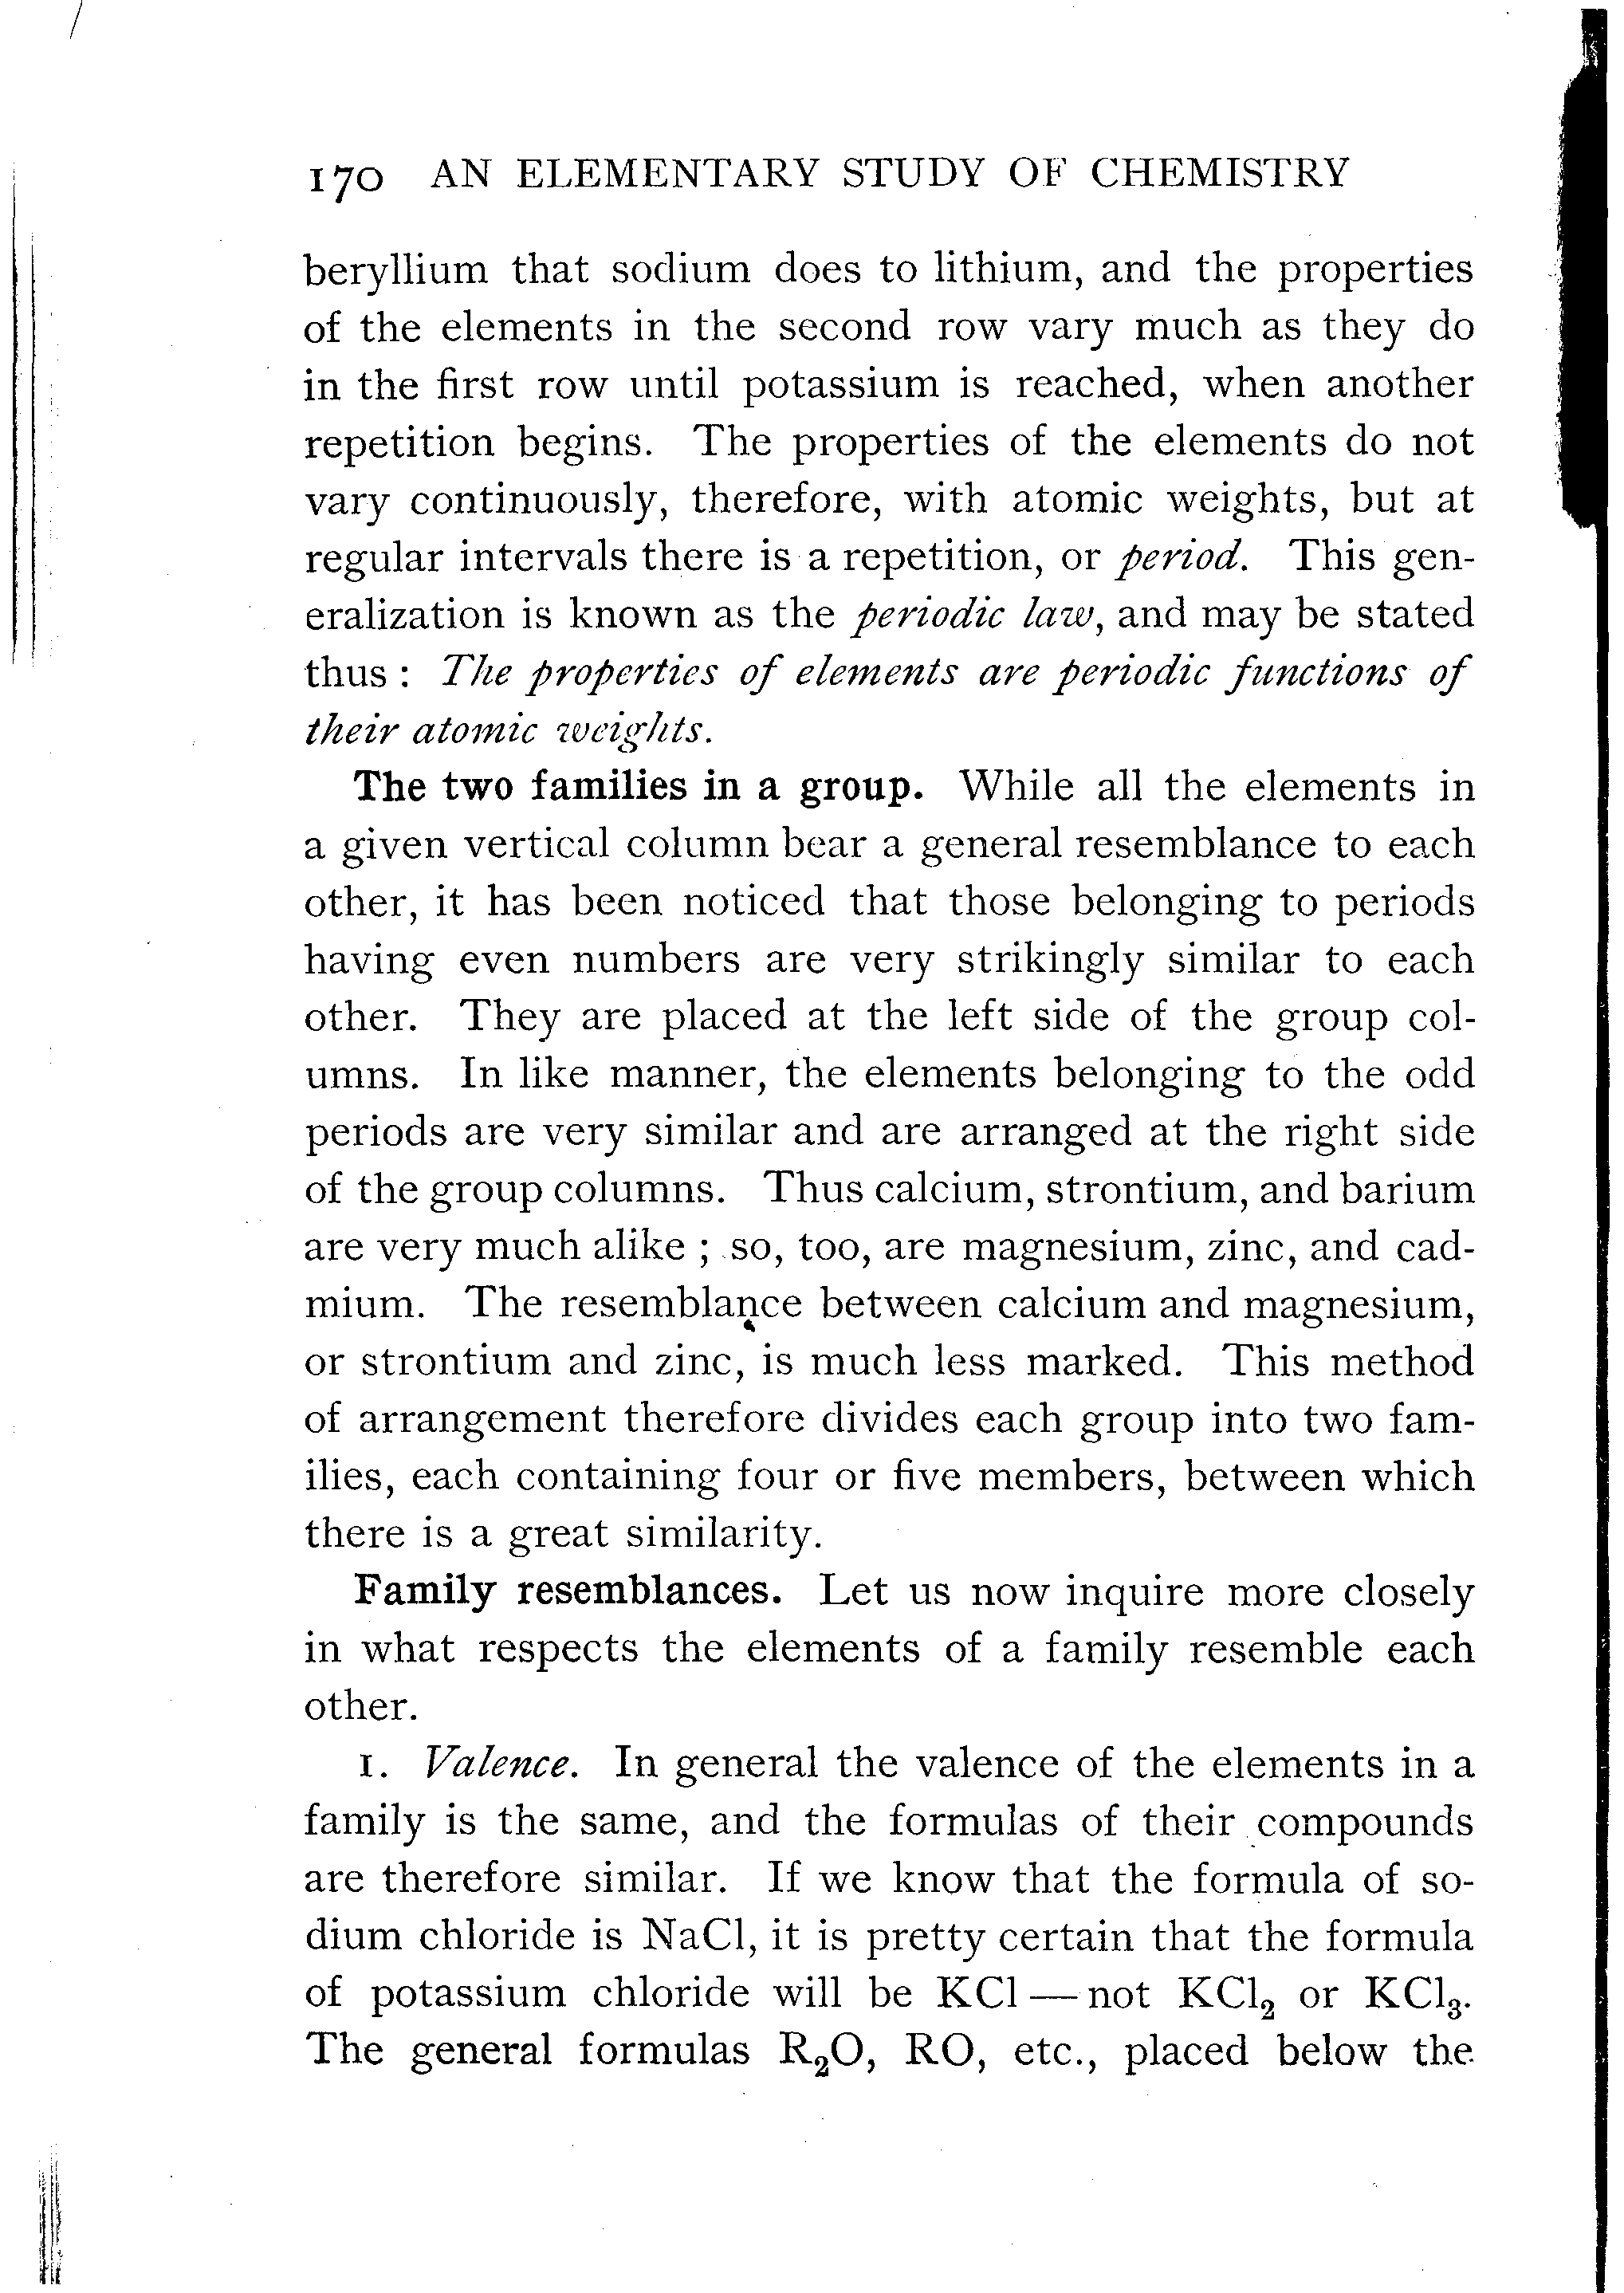 170 AN ELEMENTARY STUDY OF CHEMISTRY
beryllium that sodium does to lithium, and the properties
of the elements in the second row vary much as they do
in the first row until potassium is reached, when another
repetition begins. The properties of the elements do not
vary continuously, therefore, with atomic weights, but at
regular intervals there is a repetition, or period. This gen-
eralization is known as the periodic law, and may be stated
thus : The properties of elements are periodic functions of
their atomic weights.
The two families in a group. While all the elements in
a given vertical column bear a general resemblance to each
other, it has been noticed that those belonging to periods
having even numbers are very strikingly similar to each
other. They are placed at the left side of the group col-
umns. In like manner, the elements belonging to the odd
periods are very similar and are arranged at the right side
of the group columns. Thus calcium, strontium, and barium
are very much alike ; so, too, are magnesium, zinc, and cad-
mium. The resemblance between calcium and magnesium,
or strontium and zinc, is much less marked. This method
of arrangement therefore divides each group into two fam-
ilies, each containing four or five members, between which
there is a great similarity.
Family resemblances. Let us now inquire more closely
in what respects the elements of a family resemble each
other.
1. Valence. In general the valence of the elements in a
family is the same, and the formulas of their compounds
are therefore similar. If we know that the formula of so-
dium chloride is NaCl, it is pretty certain that the formula
of potassium chloride will be KCl — not KCl₂ or KCl₃.
The general formulas R₂O, RO, etc., placed below the